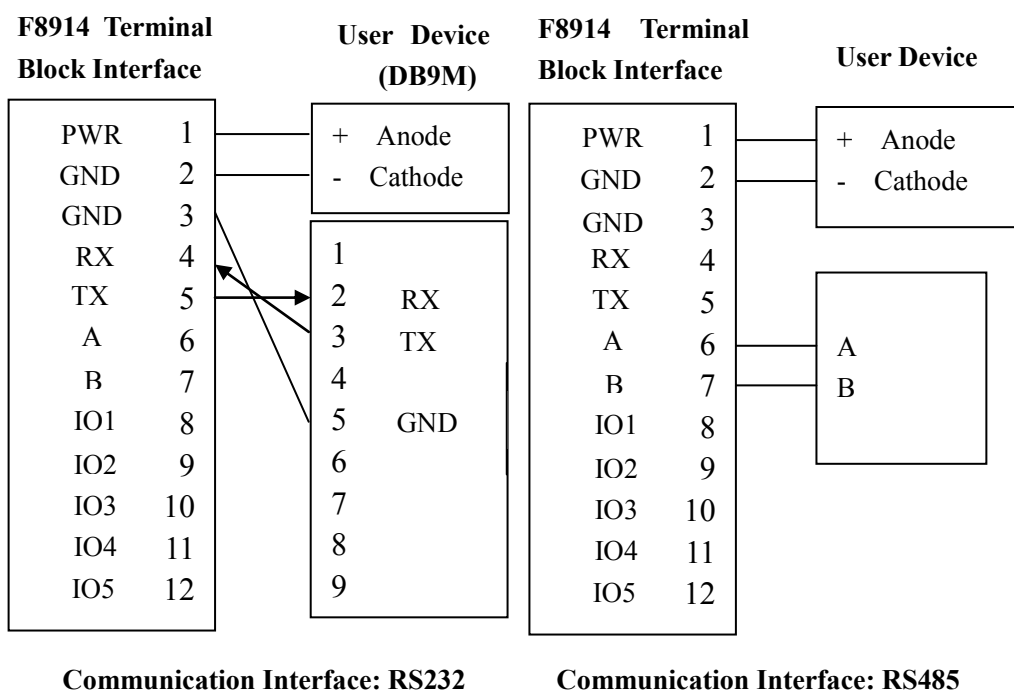 F8914 Terminal
Block Interface
PWR 1
GND 2
GND 3
RX 4
TX 5
A 6
B 7
IO1 8
IO2 9
IO3 10
IO4 11
IO5 12
User Device
(DB9M)
+ Anode
- Cathode
1
2 RX
3 TX
4
5 GND
6
7
8
9
Communication Interface: RS232
F8914 Terminal
Block Interface
PWR 1
GND 2
GND 3
RX 4
TX 5
A 6
B 7
IO1 8
IO2 9
IO3 10
IO4 11
IO5 12
User Device
+ Anode
- Cathode
A
B
Communication Interface: RS485